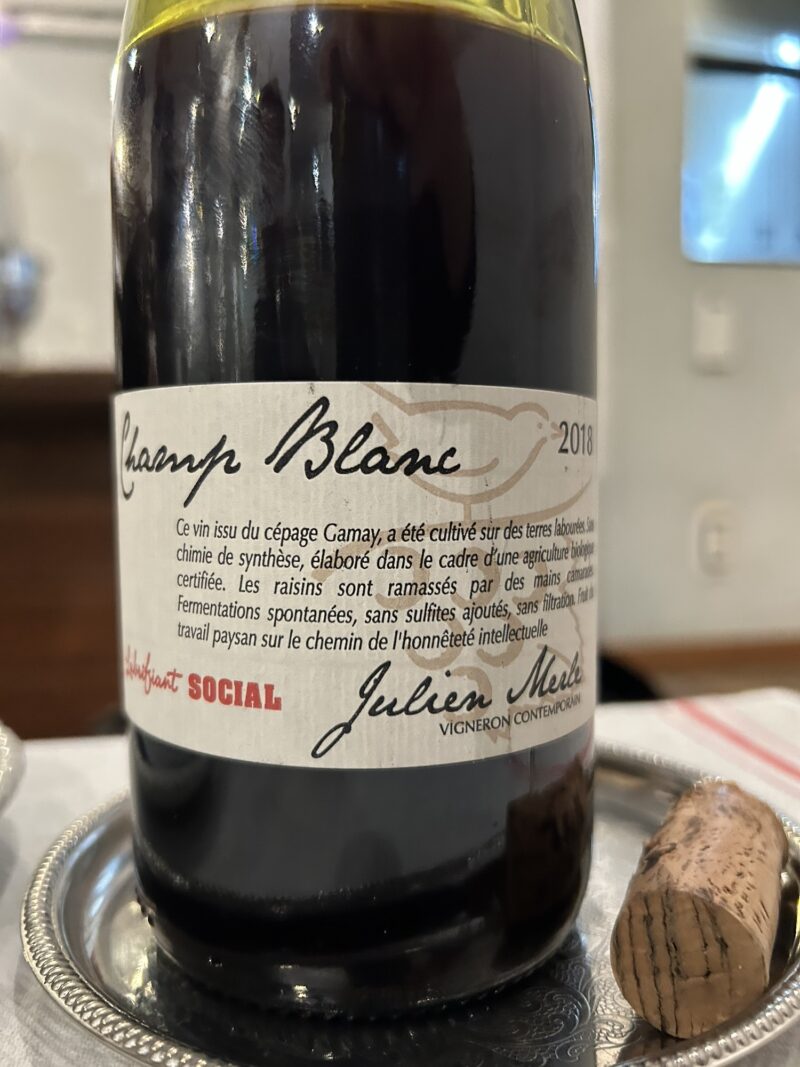 Champ Blanc
2018
Ce vin issu du cépage Gamay, a été cultivé sur des terres labourées. Sans
chimie de synthèse, élaboré dans le cadre d'une agriculture biologique
certifiée. Les raisins sont ramassés par des mains camarades.
Fermentations spontanées, sans sulfites ajoutés, sans filtration. Fruit du
travail paysan sur le chemin de l'honnêteté intellectuelle
Lubrifiant SOCIAL
Julien Merle
VIGNERON CONTEMPORAIN